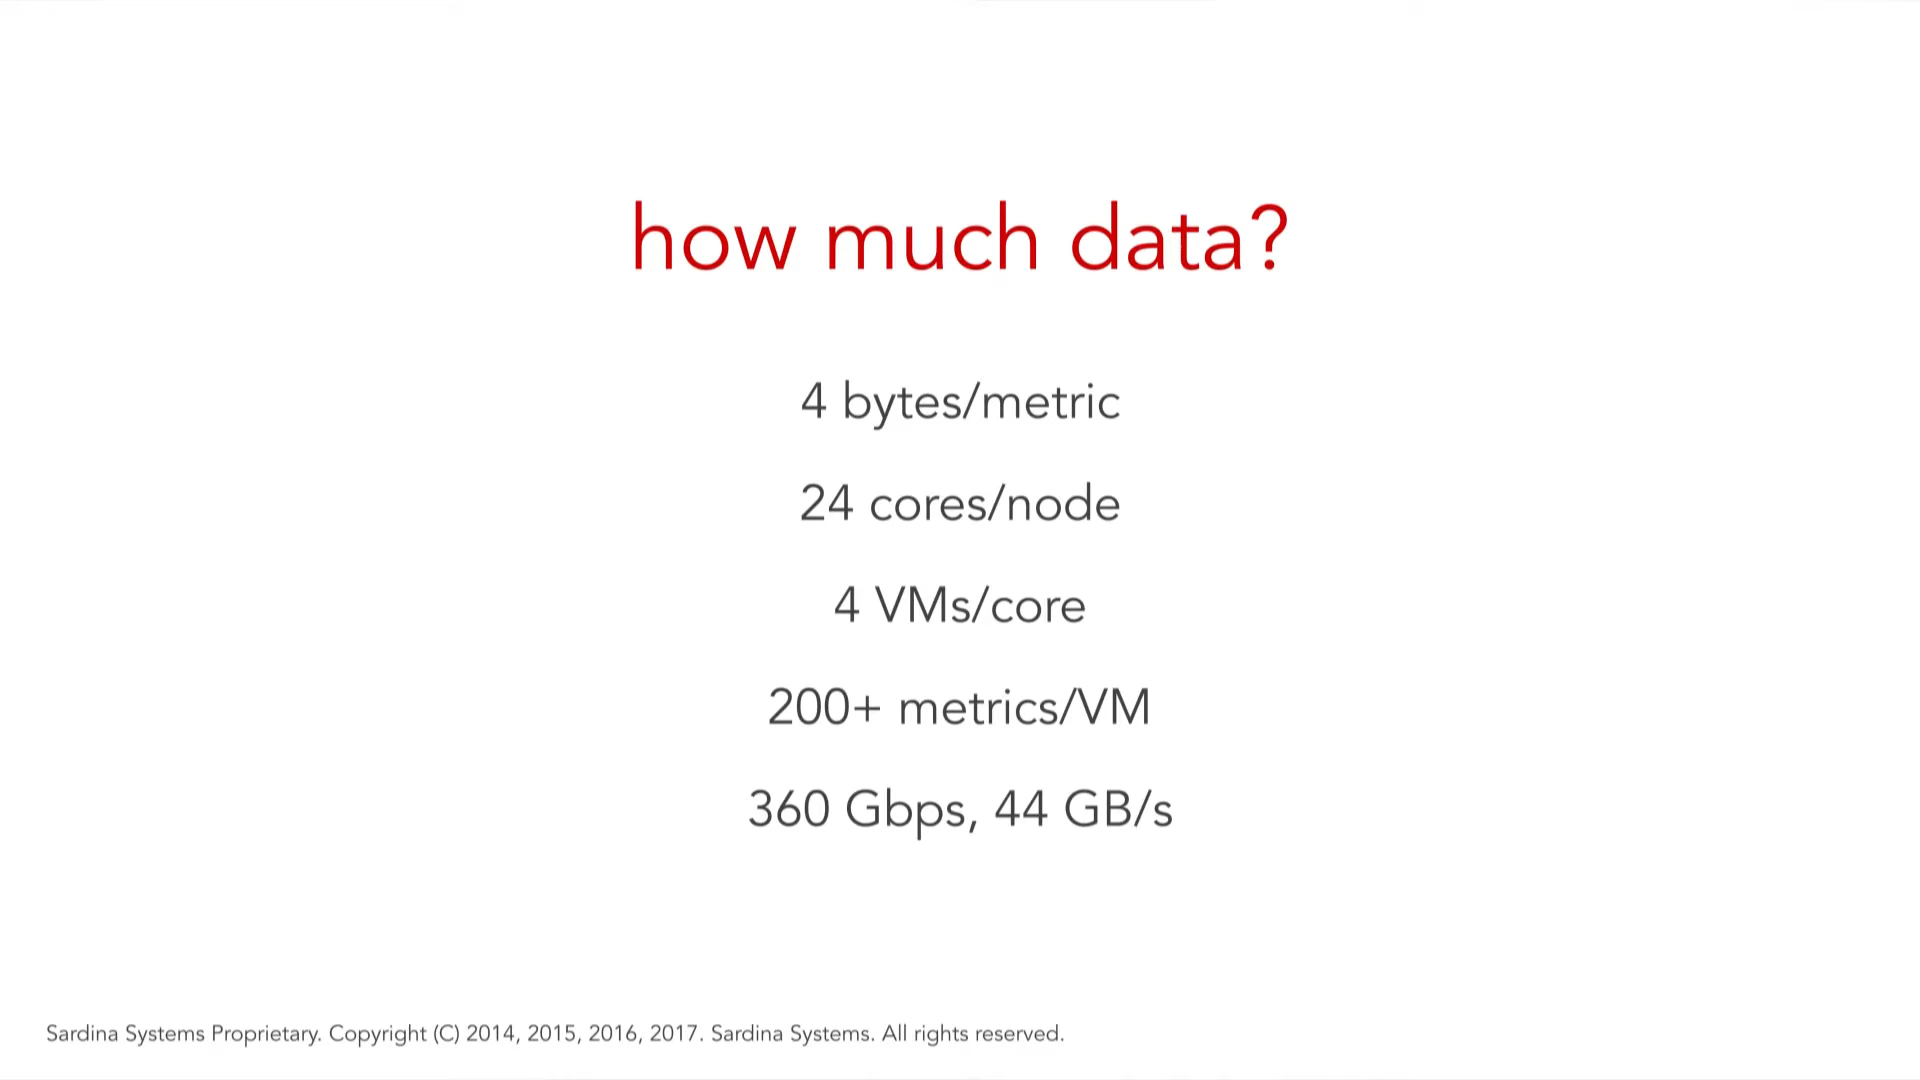 how much data?
4 bytes/metric
24 cores/node
4 VMs/core
200+ metrics/VM
360 Gbps, 44 GB/s
Sardina Systems Proprietary. Copyright (C) 2014, 2015, 2016, 2017. Sardina Systems. All rights reserved.